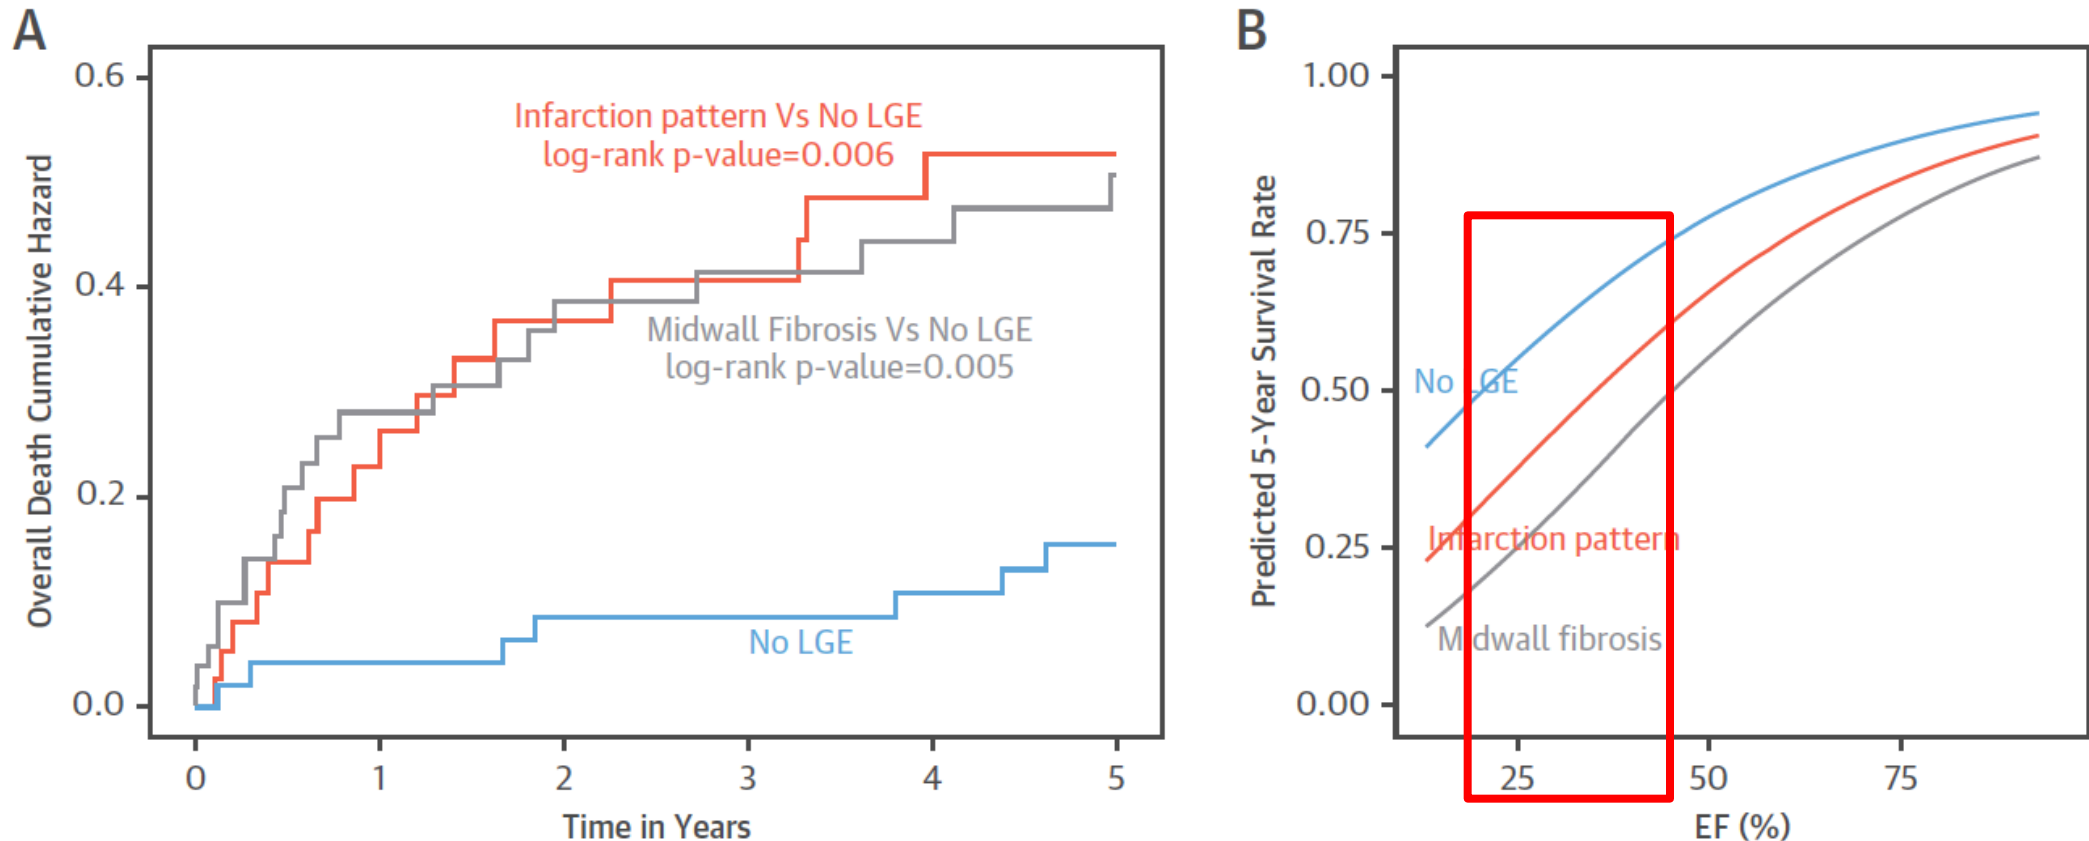 A
Overall Death Cumulative Hazard
0.6
0.4
0.2
0.0
Infarction pattern Vs No LGE
log-rank p-value=0.006
Midwall Fibrosis Vs No LGE
log-rank p-value=0.005
No LGE
0 1 2 3 4 5
Time in Years
B
Predicted 5-Year Survival Rate
1.00
0.75
0.50
0.25
0.00
No LGE
Infarction pattern
Midwall fibrosis
25 50 75
EF (%)